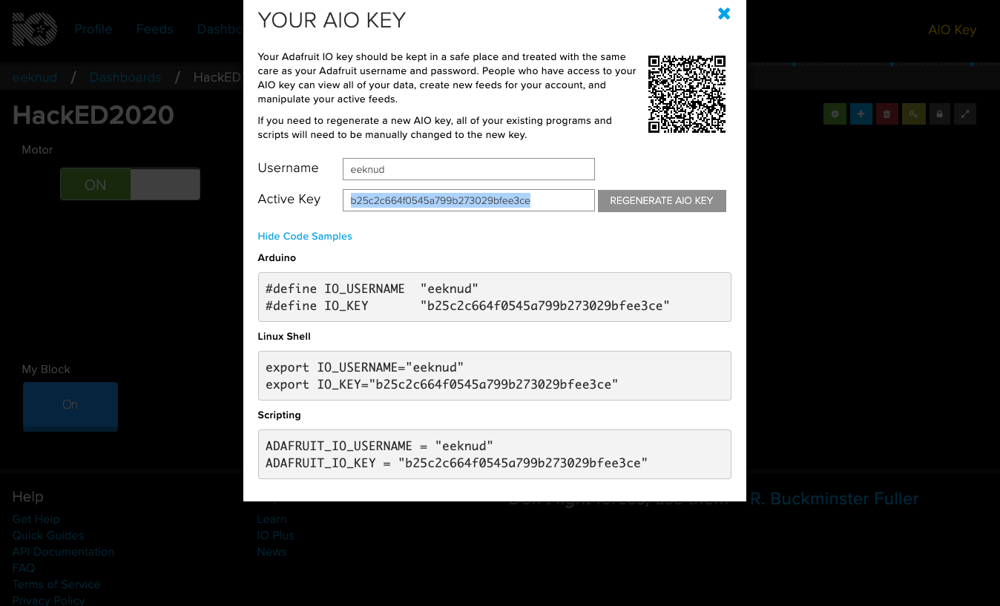 YOUR AIO KEY
Profile Feeds
AIO Key
Your Adafruit IO key should be kept in a safe place and treated with the same
care as your Adafruit username and password. People who have access to your
AIO key can view all of your data, create new feeds for your account, and
manipulate your active feeds.
If you need to regenerate a new AIO key, all of your existing programs and
scripts will need to be manually changed to the new key.
eeknud / Dashboards /
HackED2020
Motor
ON
Username eeknud
Active Key b25c2c664f0545a799b273029bfee3ce REGENERATE AIO KEY
Hide Code Samples
Arduino
#define IO_USERNAME "eeknud"
#define IO_KEY "b25c2c664f0545a799b273029bfee3ce"
Linux Shell
export IO_USERNAME="eeknud"
export IO_KEY="b25c2c664f0545a799b273029bfee3ce"
Scripting
ADAFRUIT_IO_USERNAME = "eeknud"
ADAFRUIT_IO_KEY = "b25c2c664f0545a799b273029bfee3ce"
My Block
On
Help
Get Help
Quick Guides
API Documentation
FAQ
Terms of Service
Privacy Policy
Learn
IO Plus
News
R. Buckminster Fuller